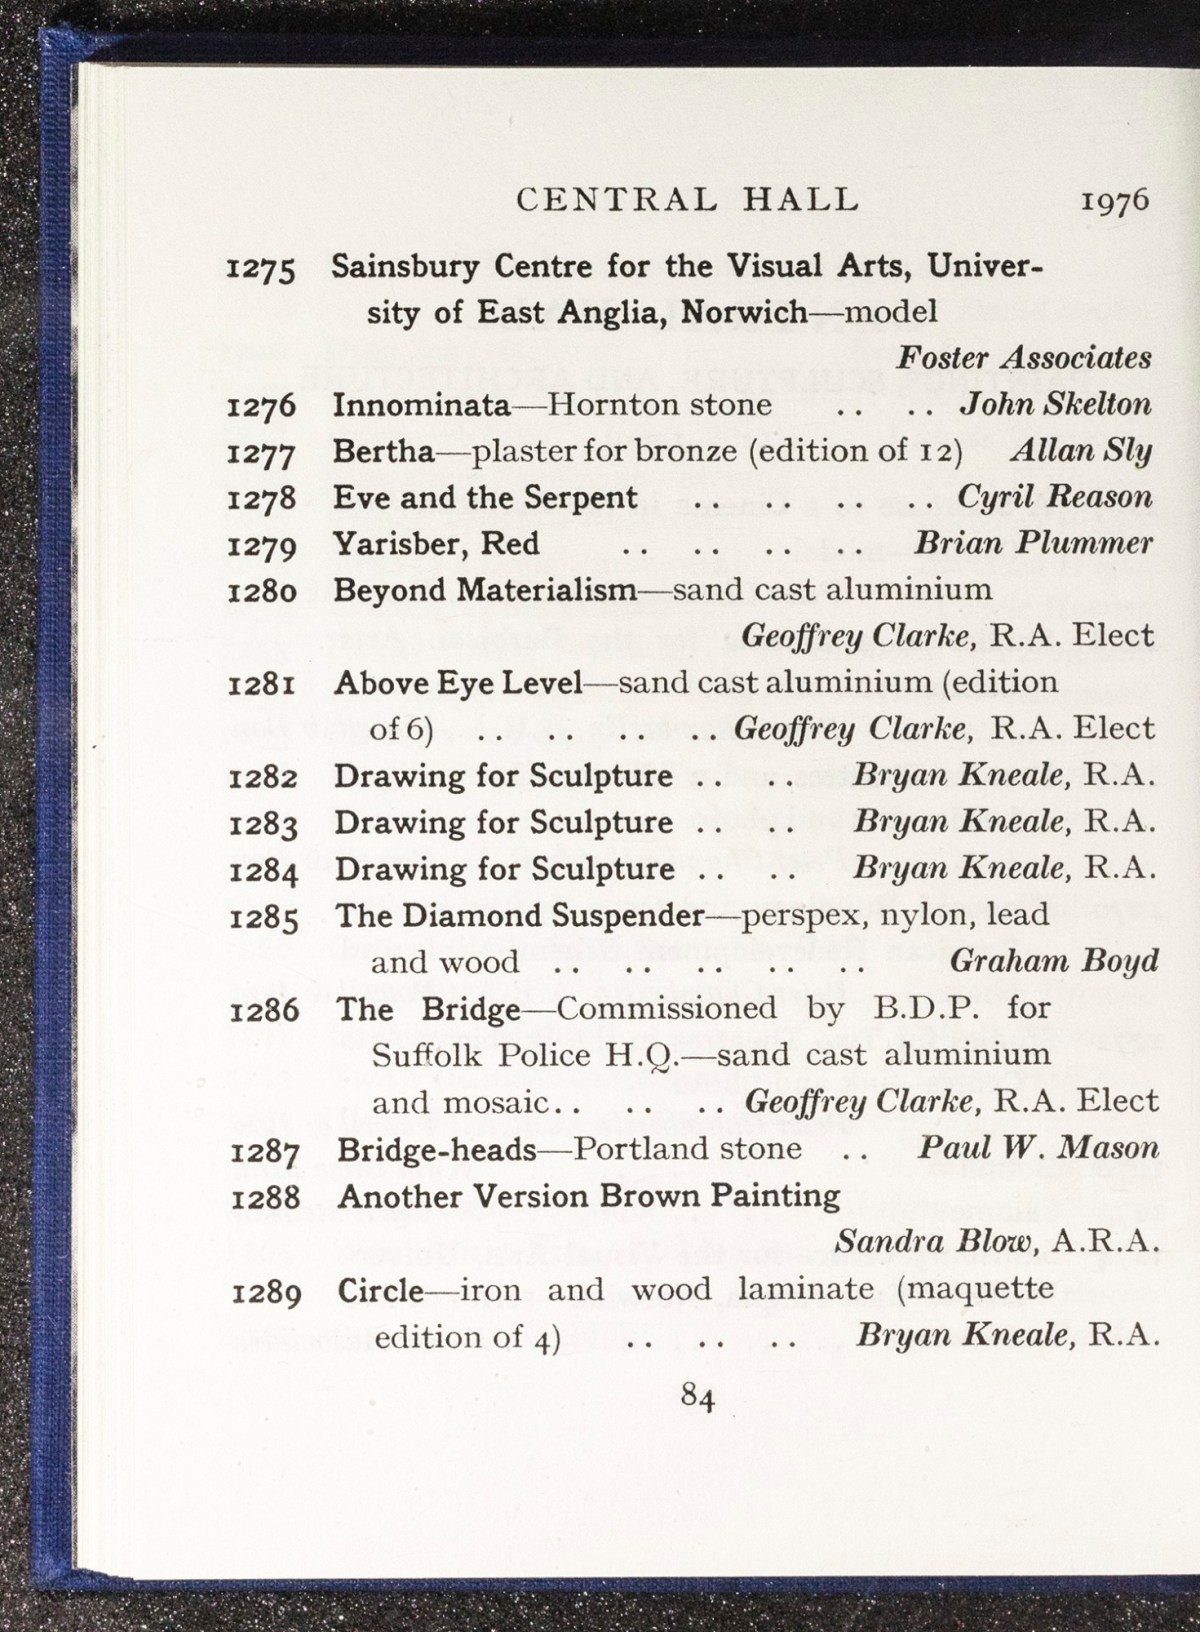 CENTRAL HALL 1976
1275 Sainsbury Centre for the Visual Arts, Univer-
sity of East Anglia, Norwich—model
Foster Associates
1276 Innominata—Hornton stone .. .. John Skelton
1277 Bertha—plaster for bronze (edition of 12) Allan Sly
1278 Eve and the Serpent .. .. .. .. Cyril Reason
1279 Yarisber, Red .. .. .. .. Brian Plummer
1280 Beyond Materialism—sand cast aluminium
Geoffrey Clarke, R.A. Elect
1281 Above Eye Level—sand cast aluminium (edition
of 6) .. .. .. .. Geoffrey Clarke, R.A. Elect
1282 Drawing for Sculpture .. .. Bryan Kneale, R.A.
1283 Drawing for Sculpture .. .. Bryan Kneale, R.A.
1284 Drawing for Sculpture .. .. Bryan Kneale, R.A.
1285 The Diamond Suspender—perspex, nylon, lead
and wood .. .. .. .. .. Graham Boyd
1286 The Bridge—Commissioned by B.D.P. for
Suffolk Police H.Q.—sand cast aluminium
and mosaic .. .. .. Geoffrey Clarke, R.A. Elect
1287 Bridge-heads—Portland stone .. Paul W. Mason
1288 Another Version Brown Painting
Sandra Blow, A.R.A.
1289 Circle—iron and wood laminate (maquette
edition of 4) .. .. .. Bryan Kneale, R.A.
84